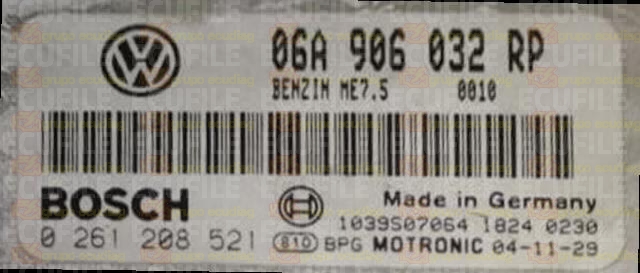 06A 906 032 RP
BENZIN ME7.5 0010
BOSCH
Made in Germany
1039S07064 1824 0230
0 261 208 521
810 BPG MOTRONIC 04-11-29
ECUFILE